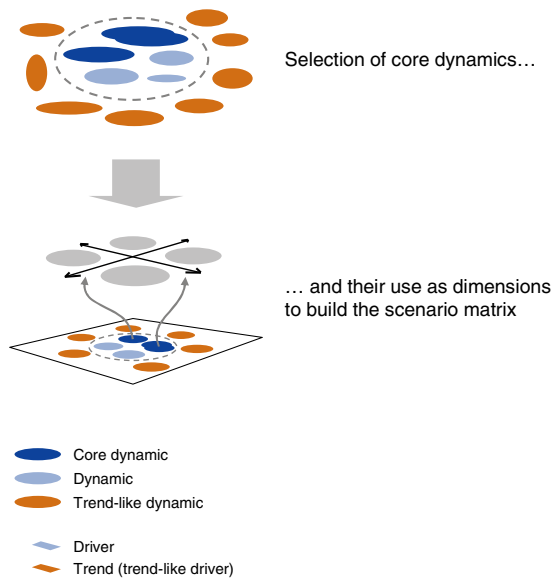 Selection of core dynamics…
… and their use as dimensions
to build the scenario matrix
Core dynamic
Dynamic
Trend-like dynamic
Driver
Trend (trend-like driver)